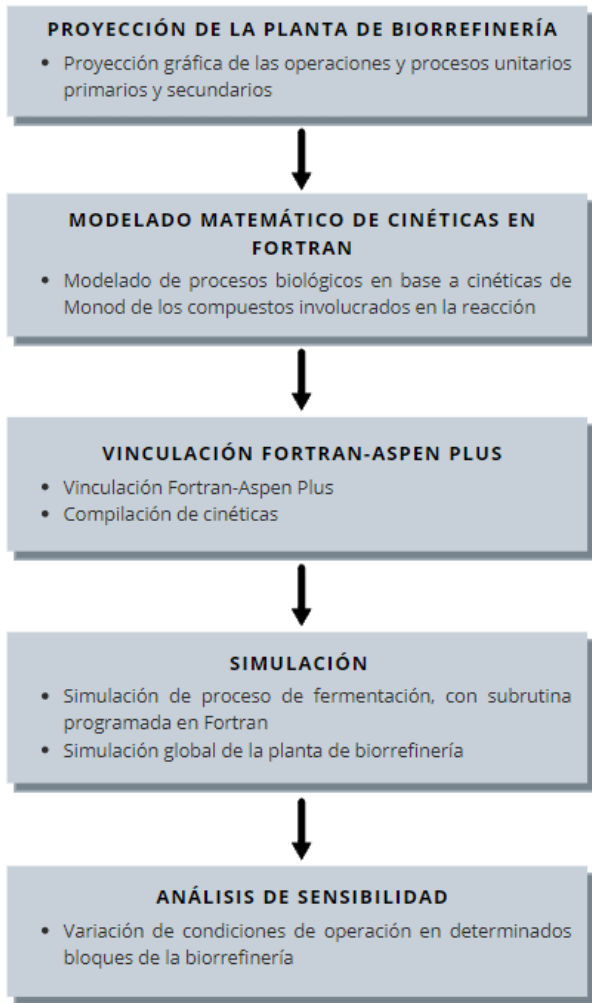 PROYECCIÓN DE LA PLANTA DE BIORREFINERÍA
• Proyección gráfica de las operaciones y procesos unitarios
primarios y secundarios
MODELADO MATEMÁTICO DE CINÉTICAS EN
FORTRAN
• Modelado de procesos biológicos en base a cinéticas de
Monod de los compuestos involucrados en la reacción
VINCULACIÓN FORTRAN-ASPEN PLUS
• Vinculación Fortran-Aspen Plus
• Compilación de cinéticas
SIMULACIÓN
• Simulación de proceso de fermentación, con subrutina
programada en Fortran
• Simulación global de la planta de biorrefinería
ANÁLISIS DE SENSIBILIDAD
• Variación de condiciones de operación en determinados
bloques de la biorrefinería